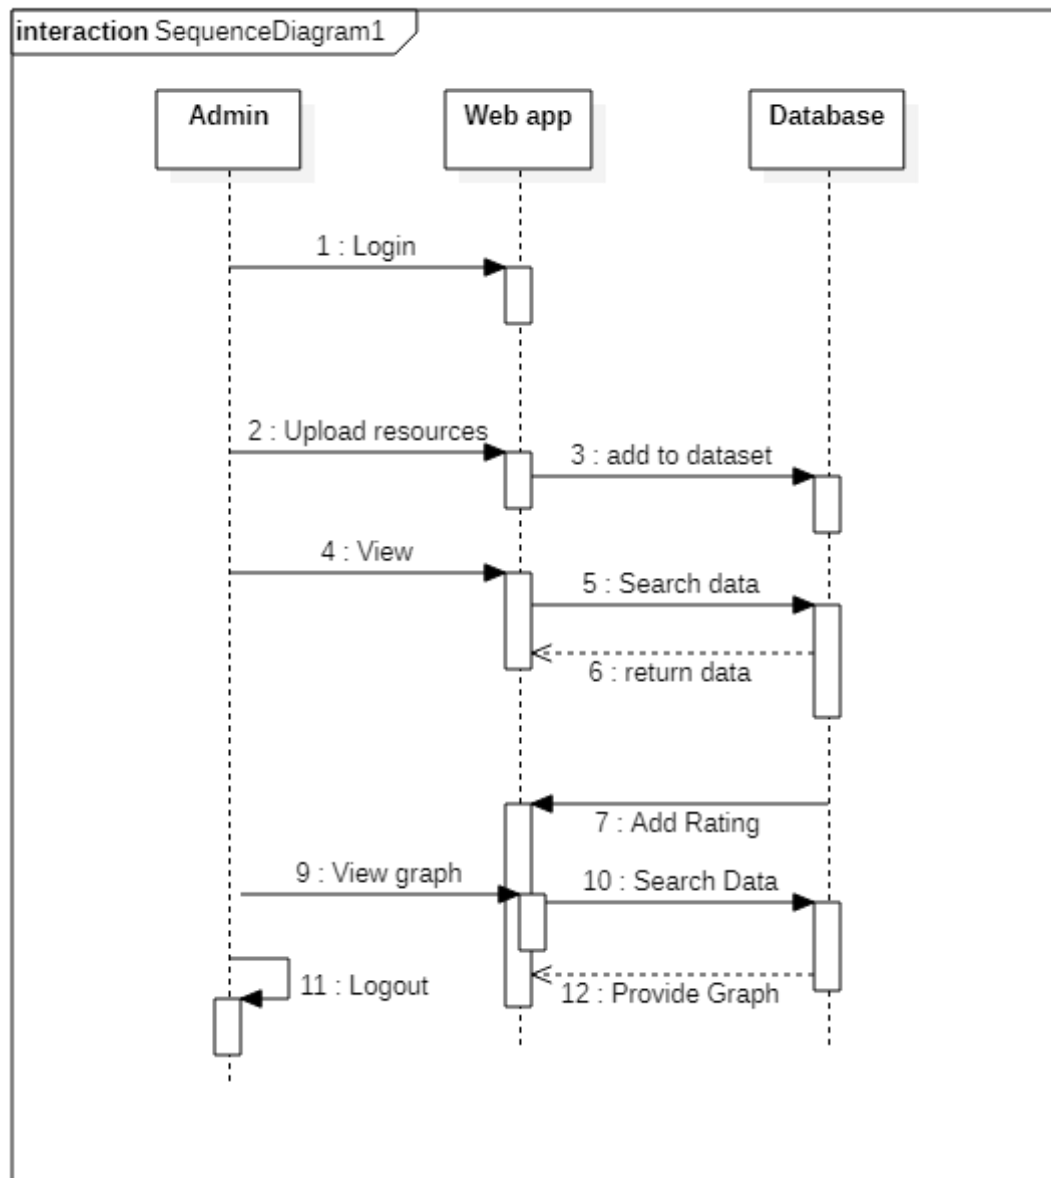 interaction SequenceDiagram1
Admin
Web app
Database
1 : Login
2 : Upload resources
3 : add to dataset
4 : View
5 : Search data
6 : return data
7 : Add Rating
9 : View graph
10 : Search Data
11 : Logout
12 : Provide Graph